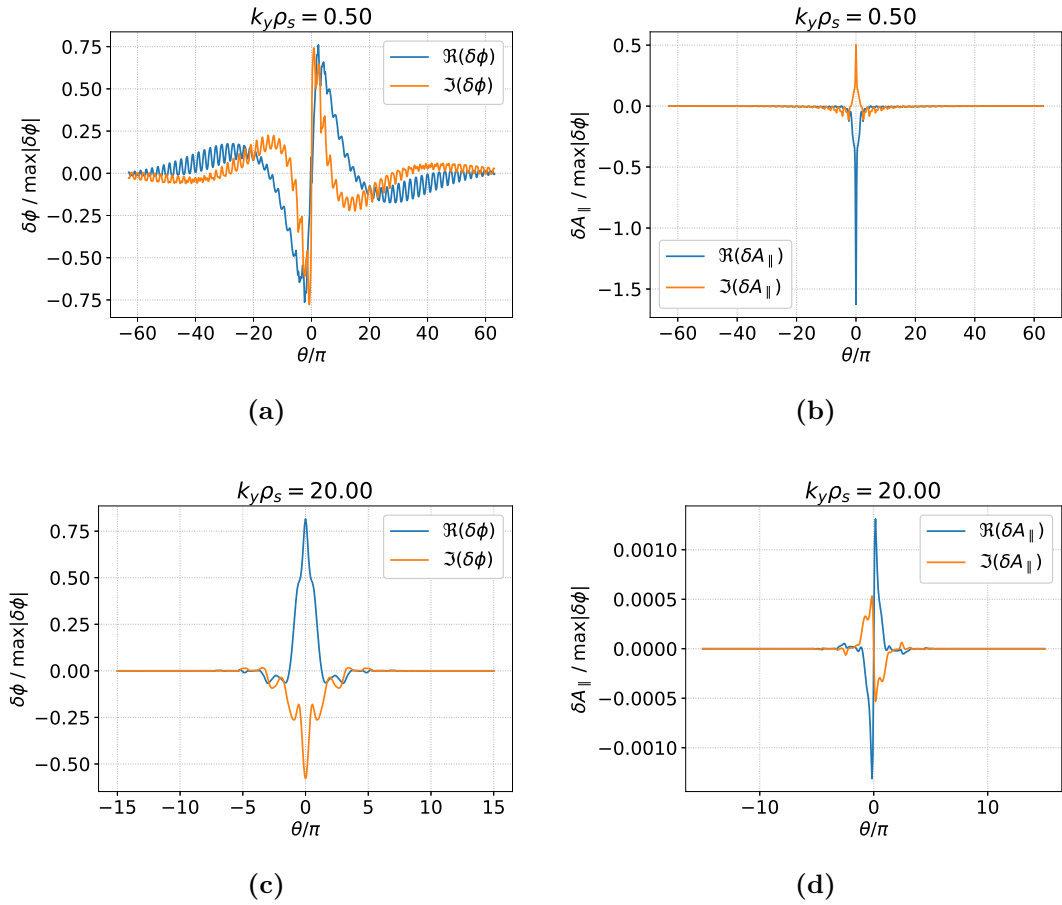 k_yρ_s = 0.50
0.75
0.50
0.25
0.00
−0.25
−0.50
−0.75
δϕ / max|δϕ|
ℜ(δϕ)
ℑ(δϕ)
−60 −40 −20 0 20 40 60
θ/π
(a)
k_yρ_s = 0.50
0.5
0.0
−0.5
−1.0
−1.5
δA_∥ / max|δϕ|
ℜ(δA_∥)
ℑ(δA_∥)
−60 −40 −20 0 20 40 60
θ/π
(b)
k_yρ_s = 20.00
0.75
0.50
0.25
0.00
−0.25
−0.50
δϕ / max|δϕ|
ℜ(δϕ)
ℑ(δϕ)
−15 −10 −5 0 5 10 15
θ/π
(c)
k_yρ_s = 20.00
0.0010
0.0005
0.0000
−0.0005
−0.0010
δA_∥ / max|δϕ|
ℜ(δA_∥)
ℑ(δA_∥)
−10 0 10
θ/π
(d)